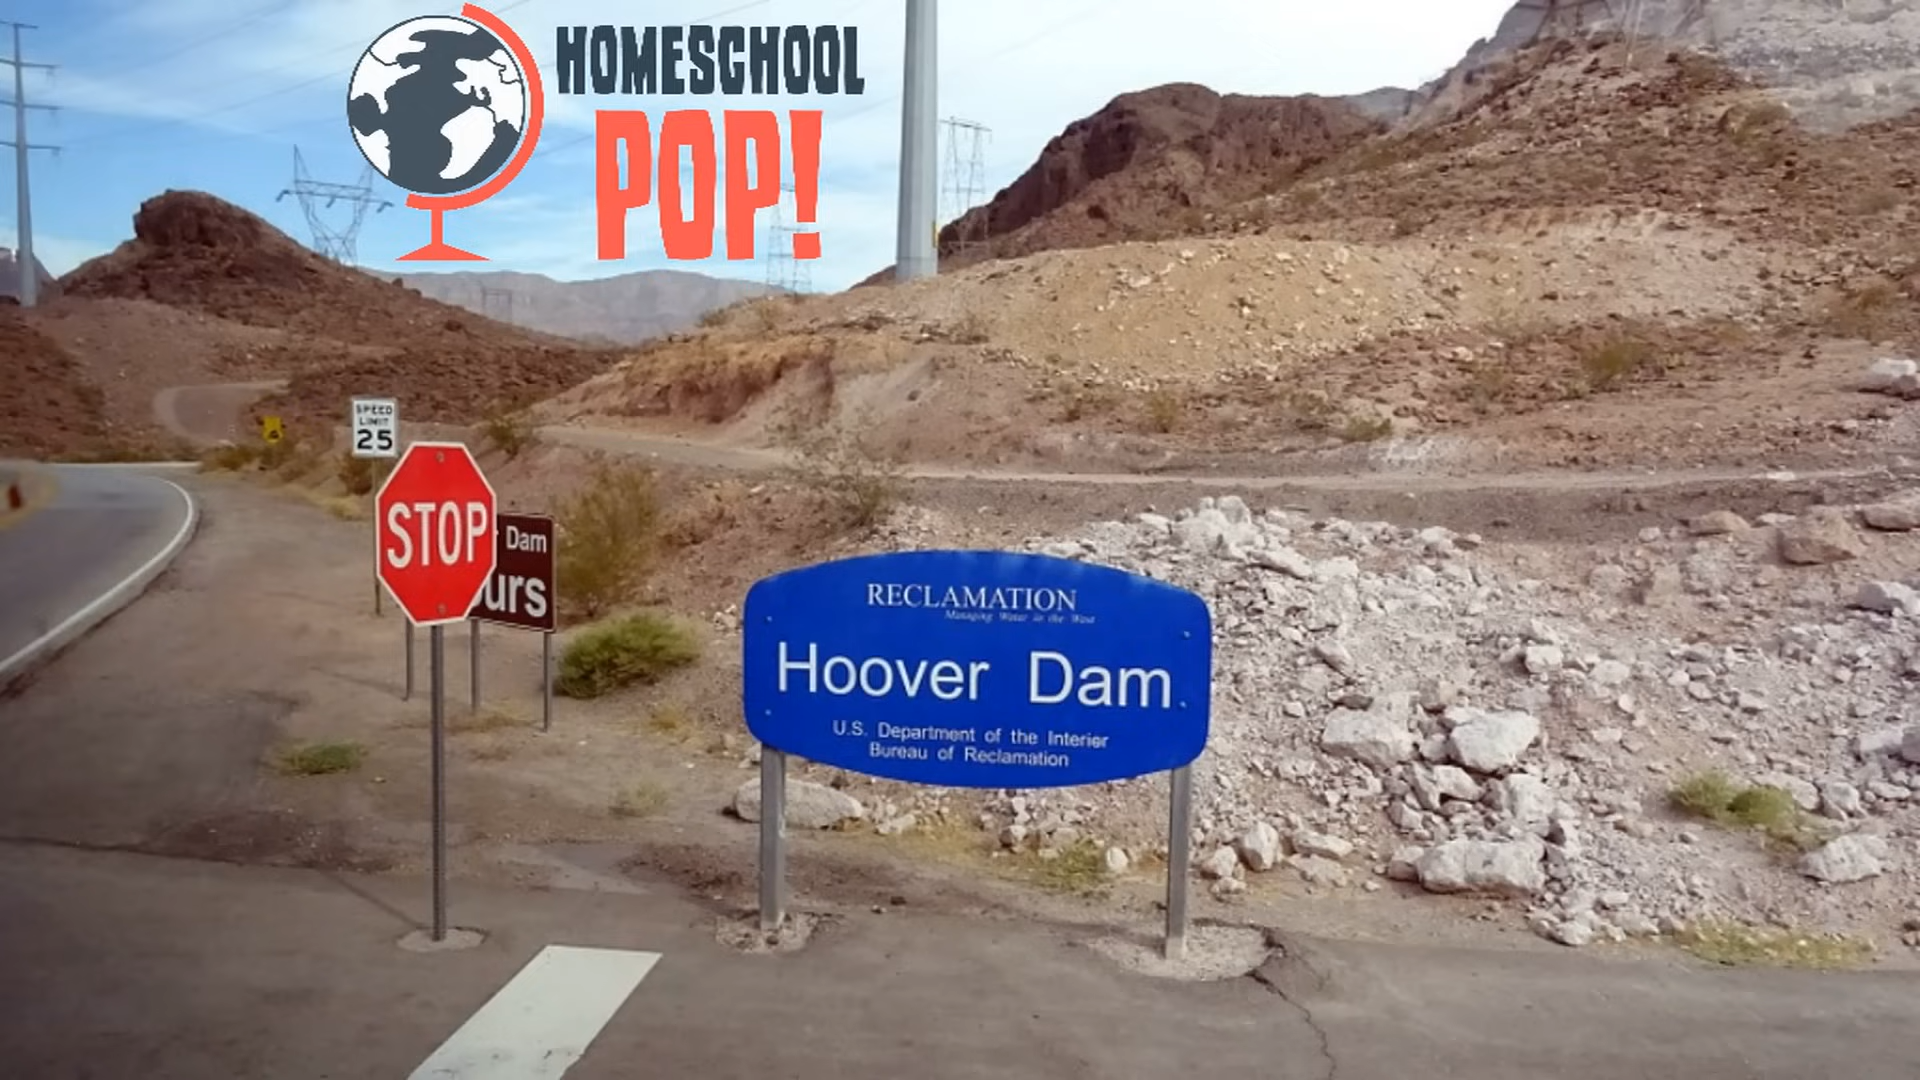 HOMESCHOOL
POP!
SPEED
LIMIT
25
STOP
Dam
urs
RECLAMATION
Managing Water in the West
Hoover Dam
U.S. Department of the Interior
Bureau of Reclamation